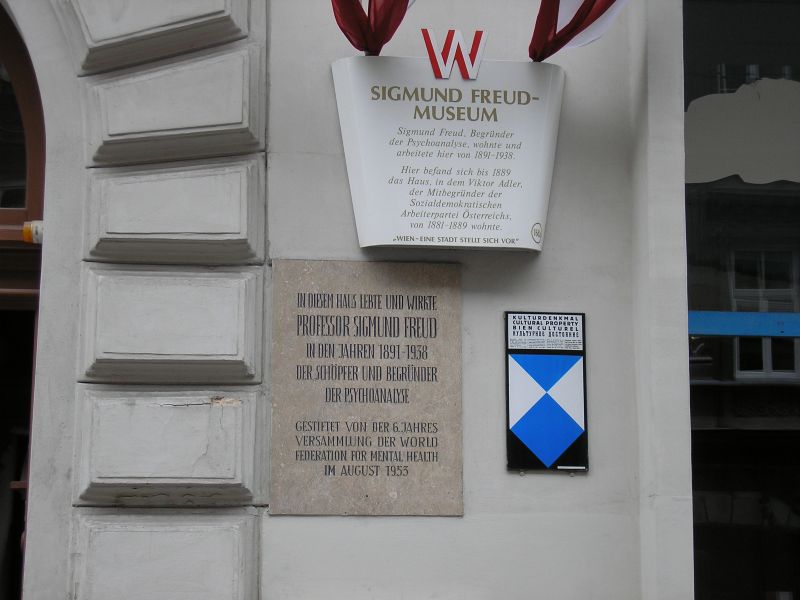 W
SIGMUND FREUD-
MUSEUM
Sigmund Freud, Begründer
der Psychoanalyse, wohnte und
arbeitete hier von 1891-1938.
Hier befand sich bis 1889
das Haus, in dem Viktor Adler,
der Mitbegründer der
Sozialdemokratischen
Arbeiterpartei Österreichs,
von 1881-1889 wohnte.
„WIEN - EINE STADT STELLT SICH VOR"
IN DIESEM HAUS LEBTE UND WIRKTE
PROFESSOR SIGMUND FREUD
IN DEN JAHREN 1891-1938
DER SCHÖPFER UND BEGRÜNDER
DER PSYCHOANALYSE
GESTIFTET VON DER 6. JAHRES
VERSAMMLUNG DER WORLD
FEDERATION FOR MENTAL HEALTH
IM AUGUST 1953
KULTURDENKMAL
CULTURAL PROPERTY
BIEN CULTUREL
КУЛЬТУРНОЕ ДОСТОЯНИЕ